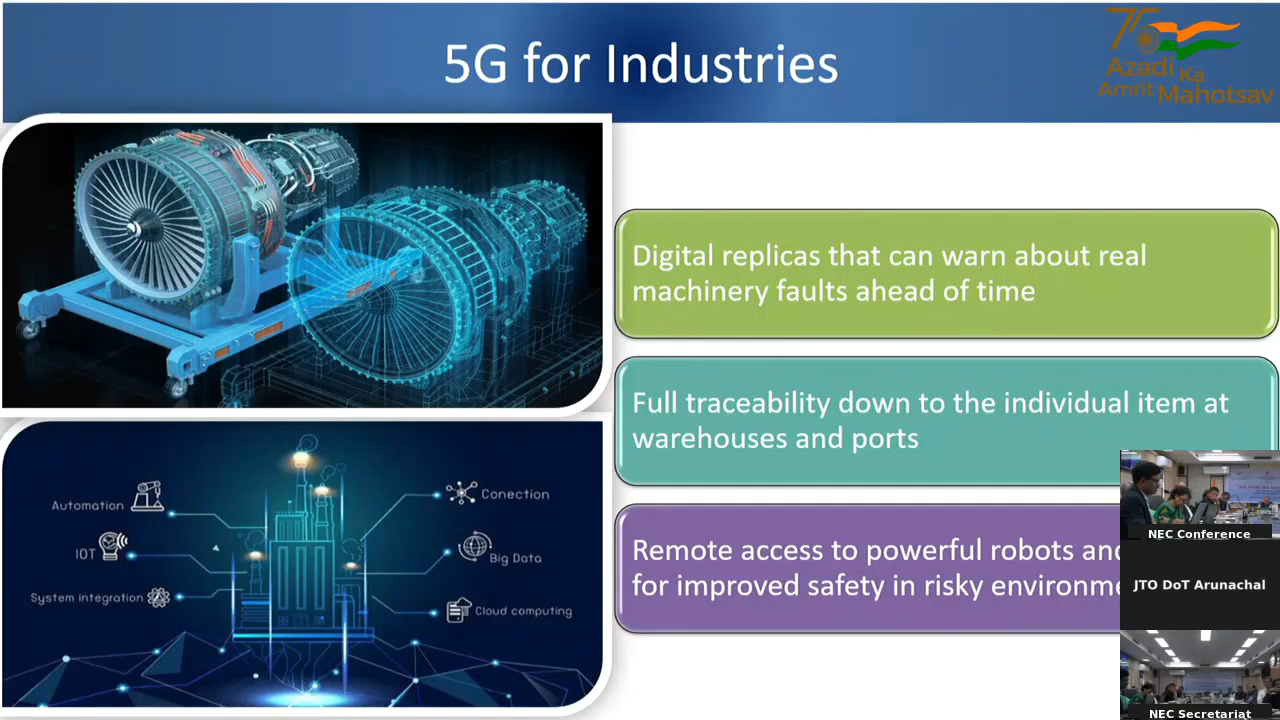 5G for Industries
Azadi Ka
Amrit Mahotsav
Digital replicas that can warn about real
machinery faults ahead of time
Full traceability down to the individual item at
warehouses and ports
Remote access to powerful robots
for improved safety in risky
Automation
IOT
System integration
Conection
Big Data
Cloud computing
NEC Conference
JTO DoT Arunachal
NEC Secretariat